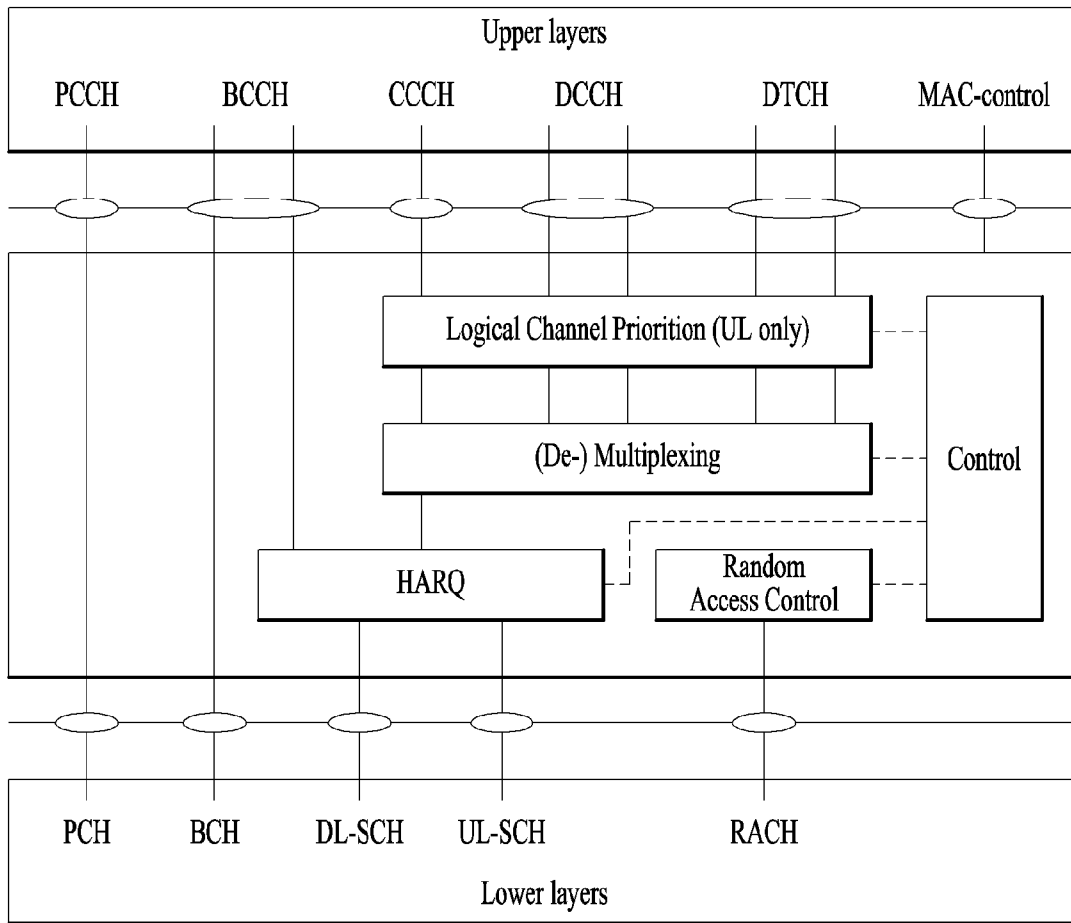 Upper layers
PCCH BCCH CCCH DCCH DTCH MAC-control
Logical Channel Priorition (UL only)
(De-) Multiplexing
Control
HARQ
Random
Access Control
PCH BCH DL-SCH UL-SCH RACH
Lower layers